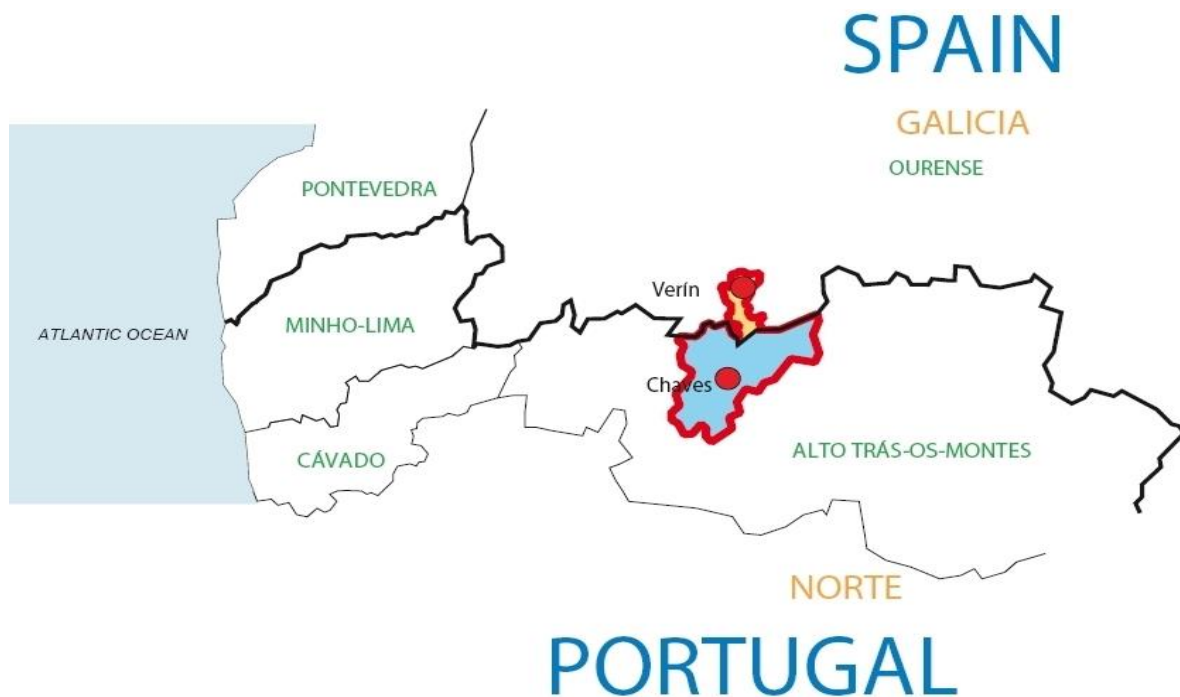 SPAIN
GALICIA
OURENSE
PONTEVEDRA
Verín
MINHO-LIMA
ATLANTIC OCEAN
Chaves
ALTO TRÁS-OS-MONTES
CÁVADO
NORTE
PORTUGAL